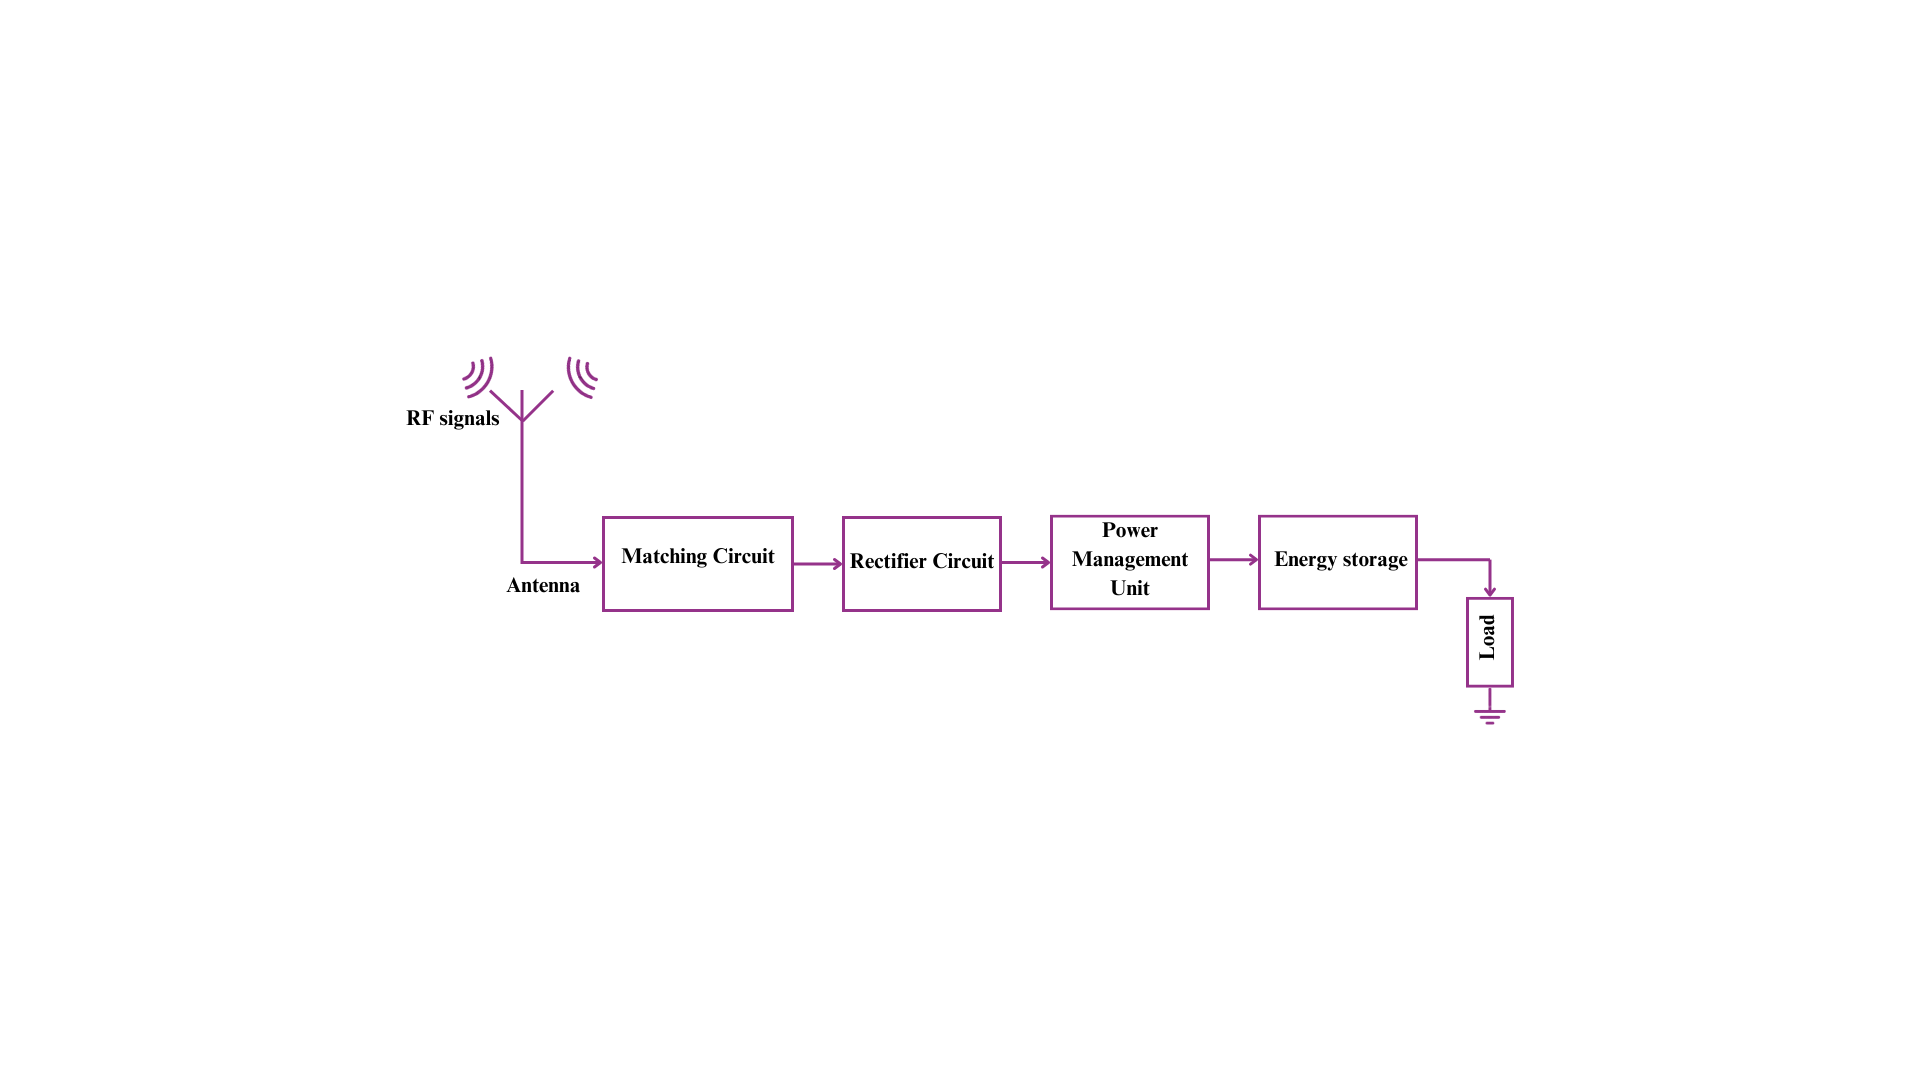 RF signals
Antenna
Matching Circuit
Rectifier Circuit
Power
Management
Unit
Energy storage
Load